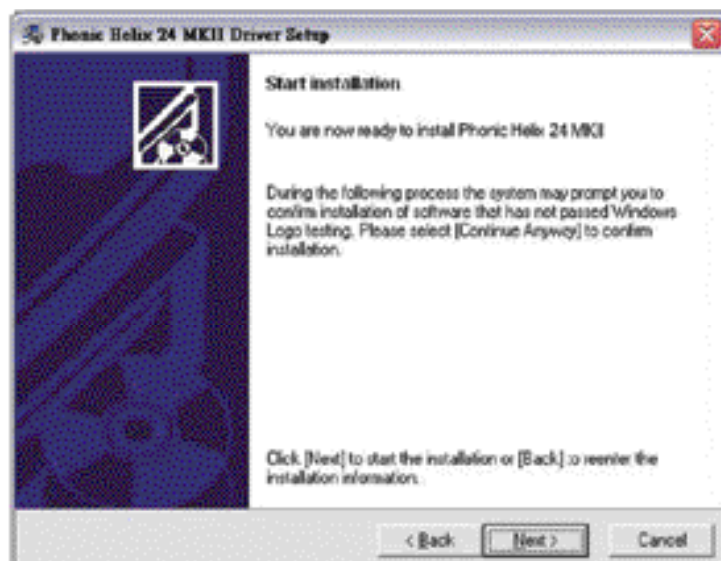 Phonic Helix 24 MKII Driver Setup
Start installation
You are now ready to install Phonic Helix 24 MKII
During the following process the system may prompt you to
confirm installation of software that has not passed Windows
Logo testing. Please select [Continue Anyway] to confirm
installation.
Click [Next] to start the installation or [Back] to reenter the
installation information.
< Back
Next >
Cancel